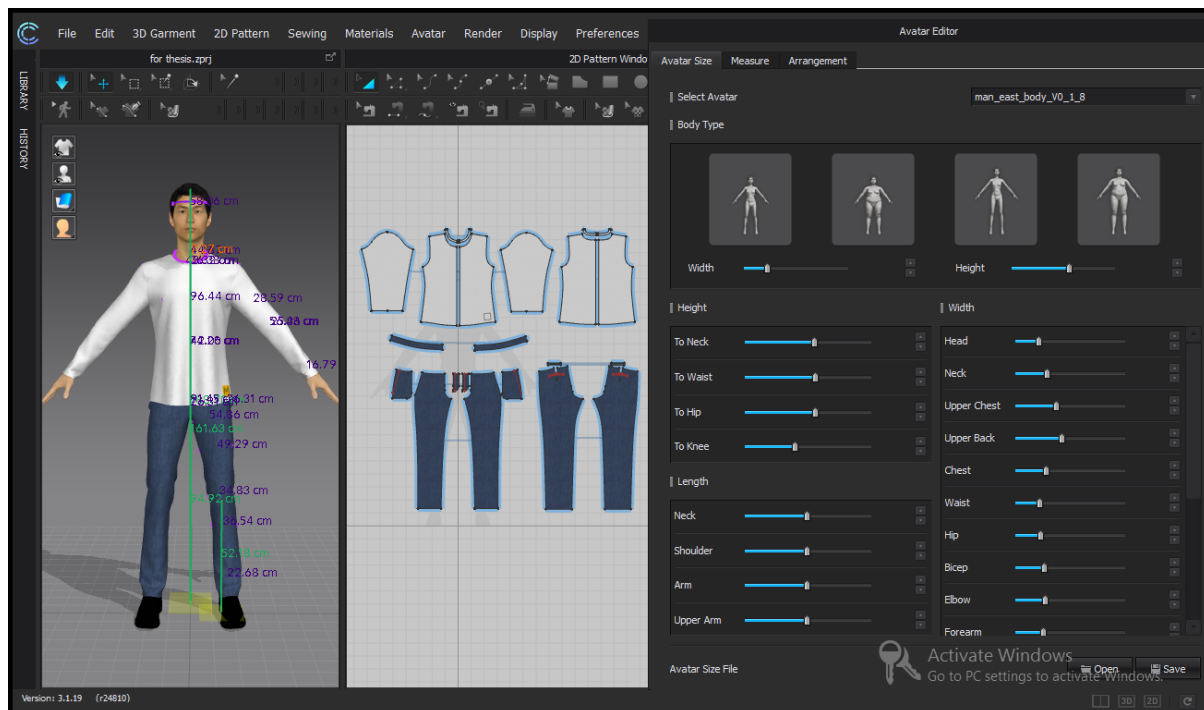 File Edit 3D Garment 2D Pattern Sewing Materials Avatar Render Display Preferences
Avatar Editor
for thesis.zprj
2D Pattern Windo
Avatar Size Measure Arrangement
LIBRARY
HISTORY
Select Avatar man_east_body_V0_1_8
Body Type
Width
Height
Height
To Neck
To Waist
To Hip
To Knee
Length
Neck
Shoulder
Arm
Upper Arm
Width
Head
Neck
Upper Chest
Upper Back
Chest
Waist
Hip
Bicep
Elbow
Forearm
96.44 cm
28.59 cm
16.79
54.86 cm
161.63 cm
49.29 cm
34.83 cm
36.54 cm
22.68 cm
Activate Windows
Go to PC settings to activate Windows.
Avatar Size File
Open
Save
Version: 3.1.19 (r24810)
3D
2D